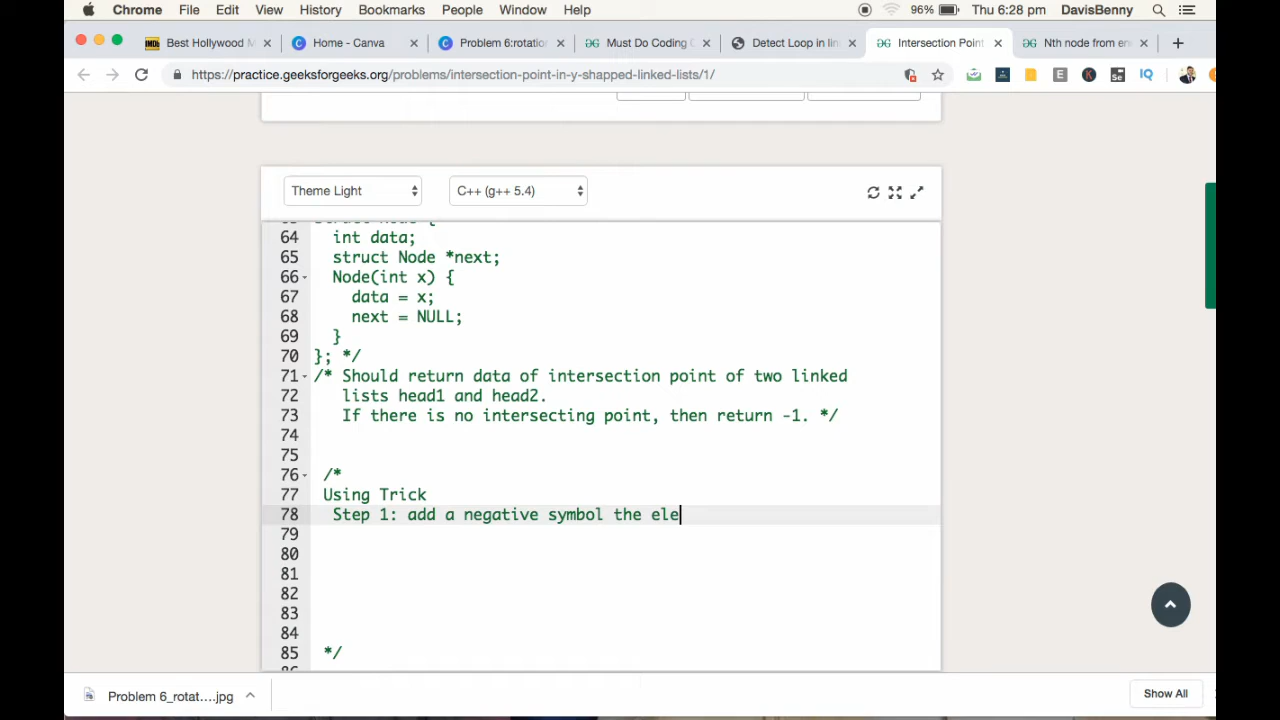 Chrome File Edit View History Bookmarks People Window Help 96% Thu 6:28 pm DavisBenny
Best Hollywood M Home - Canva Problem 6:rotatio Must Do Coding Detect Loop in lin Intersection Point Nth node from en
https://practice.geeksforgeeks.org/problems/intersection-point-in-y-shapped-linked-lists/1/
Theme Light C++ (g++ 5.4)
64 int data;
65 struct Node *next;
66 Node(int x) {
67 data = x;
68 next = NULL;
69 }
70 }; */
71 /* Should return data of intersection point of two linked
72 lists head1 and head2.
73 If there is no intersecting point, then return -1. */
74
75
76 /*
77 Using Trick
78 Step 1: add a negative symbol the ele
79
80
81
82
83
84
85 */
Problem 6_rotat....jpg Show All